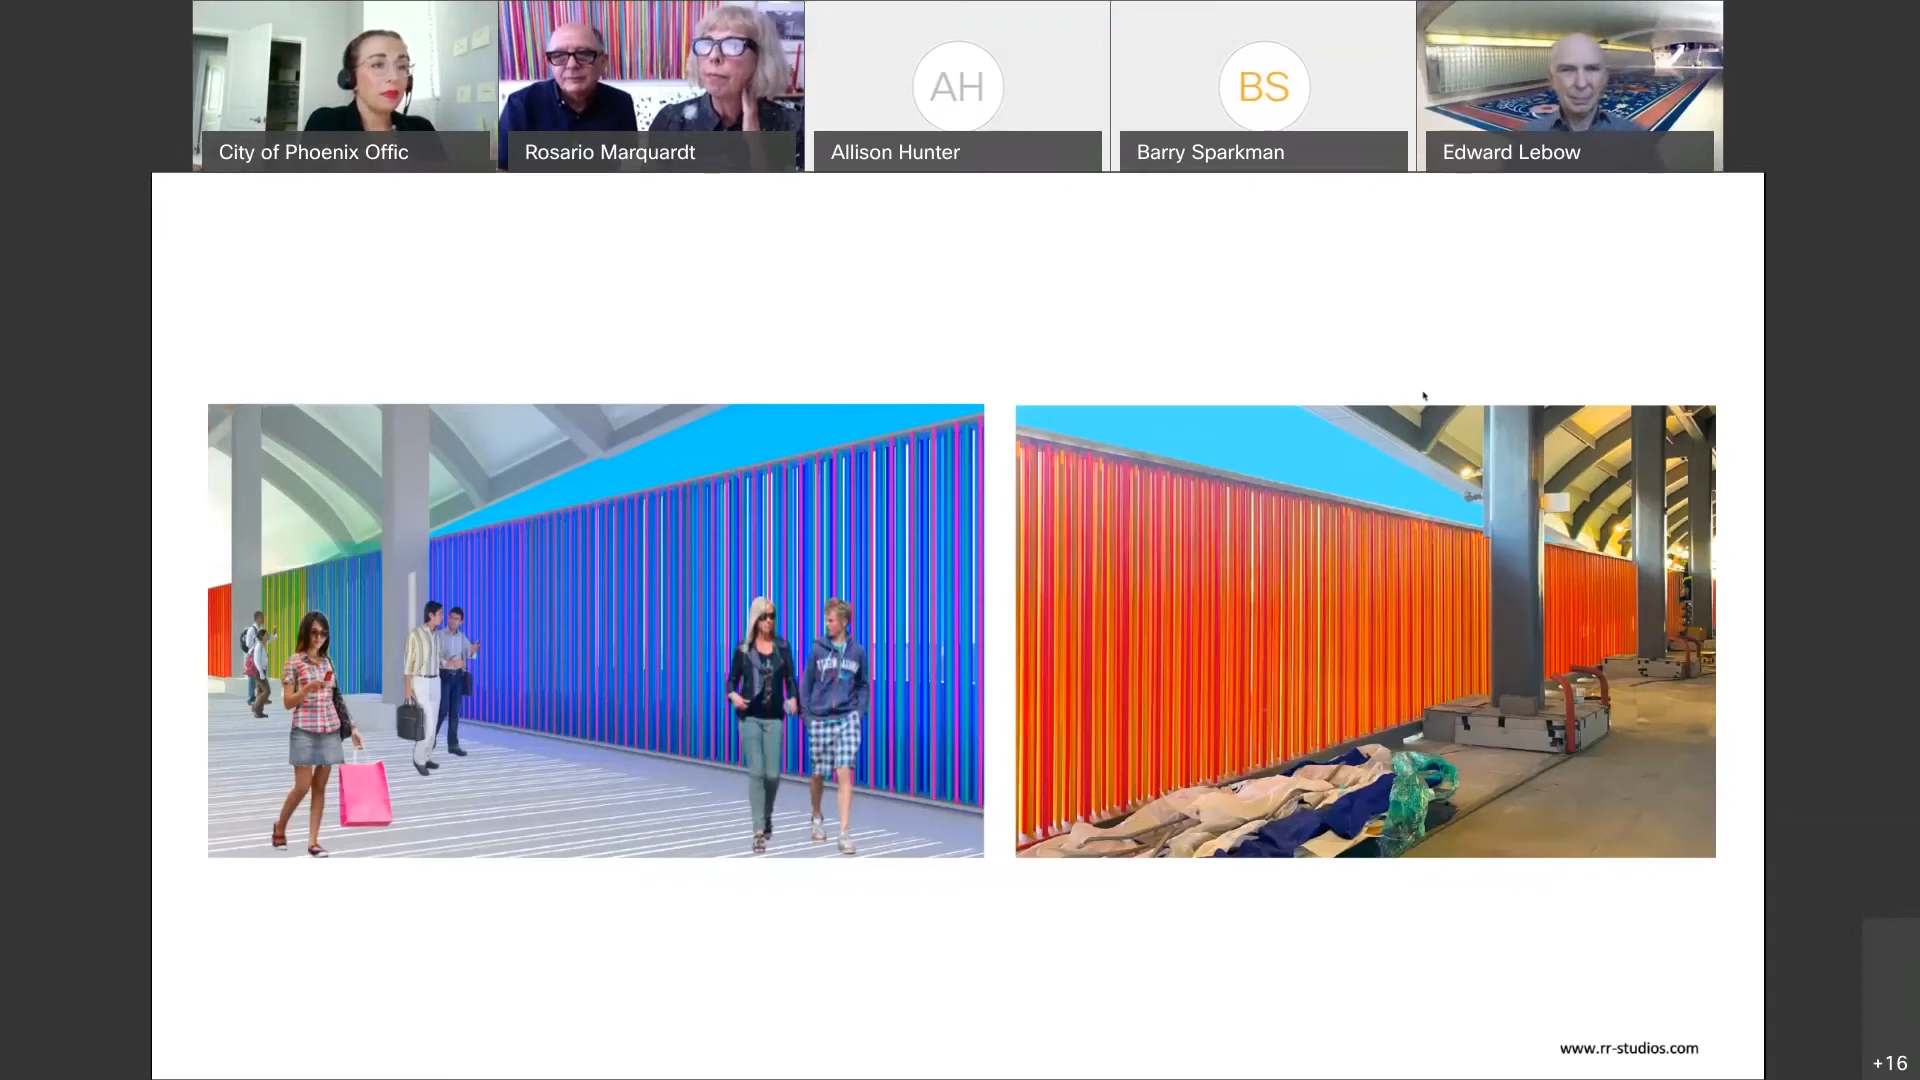 City of Phoenix Offic
Rosario Marquardt
AH
Allison Hunter
BS
Barry Sparkman
Edward Lebow
www.rr-studios.com
+16